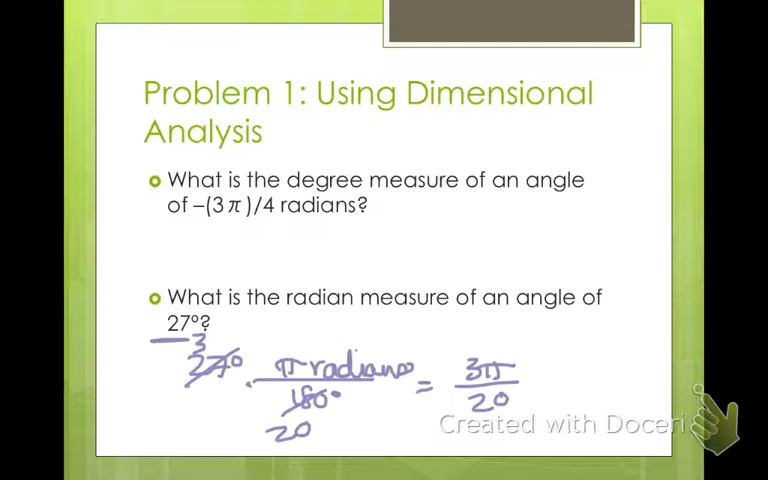 Problem 1: Using Dimensional
Analysis
What is the degree measure of an angle
of –(3π)/4 radians?
What is the radian measure of an angle of
27º?
3
27° · π radians / 180° = 3π / 20
20
Created with Doceri